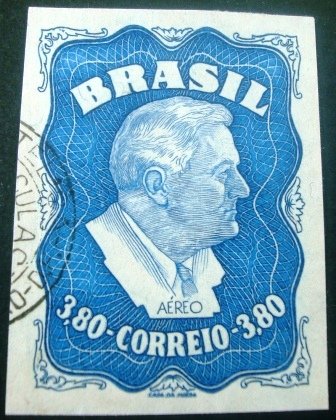 BRASIL
AÉREO
3,80-CORREIO-3,80
CASA DA MOEDA